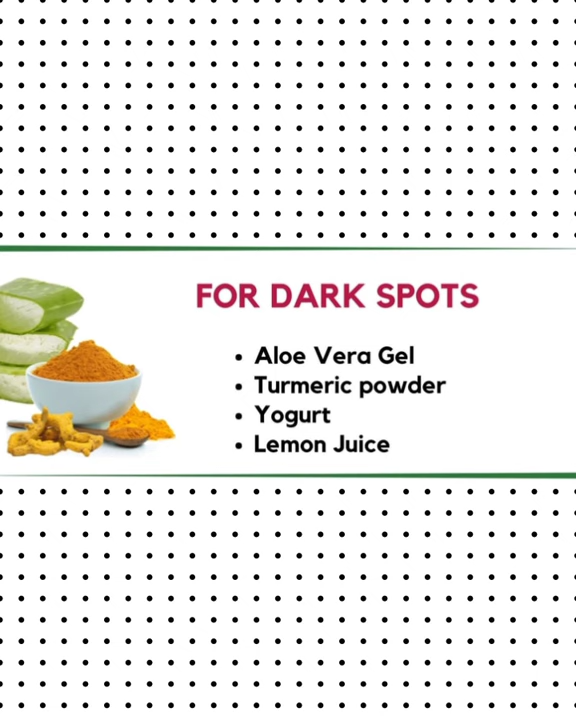 FOR DARK SPOTS
• Aloe Vera Gel
• Turmeric powder
• Yogurt
• Lemon Juice